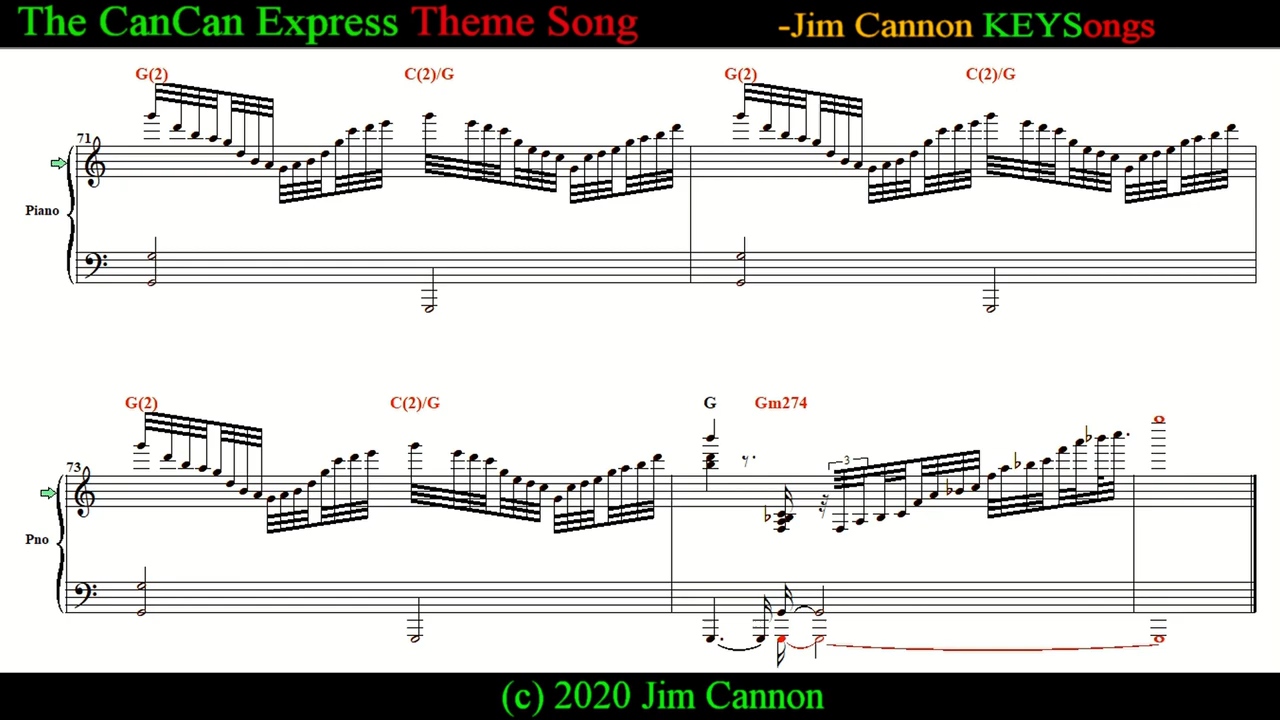 The CanCan Express Theme Song -Jim Cannon KEYSongs
G(2) C(2)/G G(2) C(2)/G
71
Piano
G(2) C(2)/G G Gm274
73
3
Pno
(c) 2020 Jim Cannon